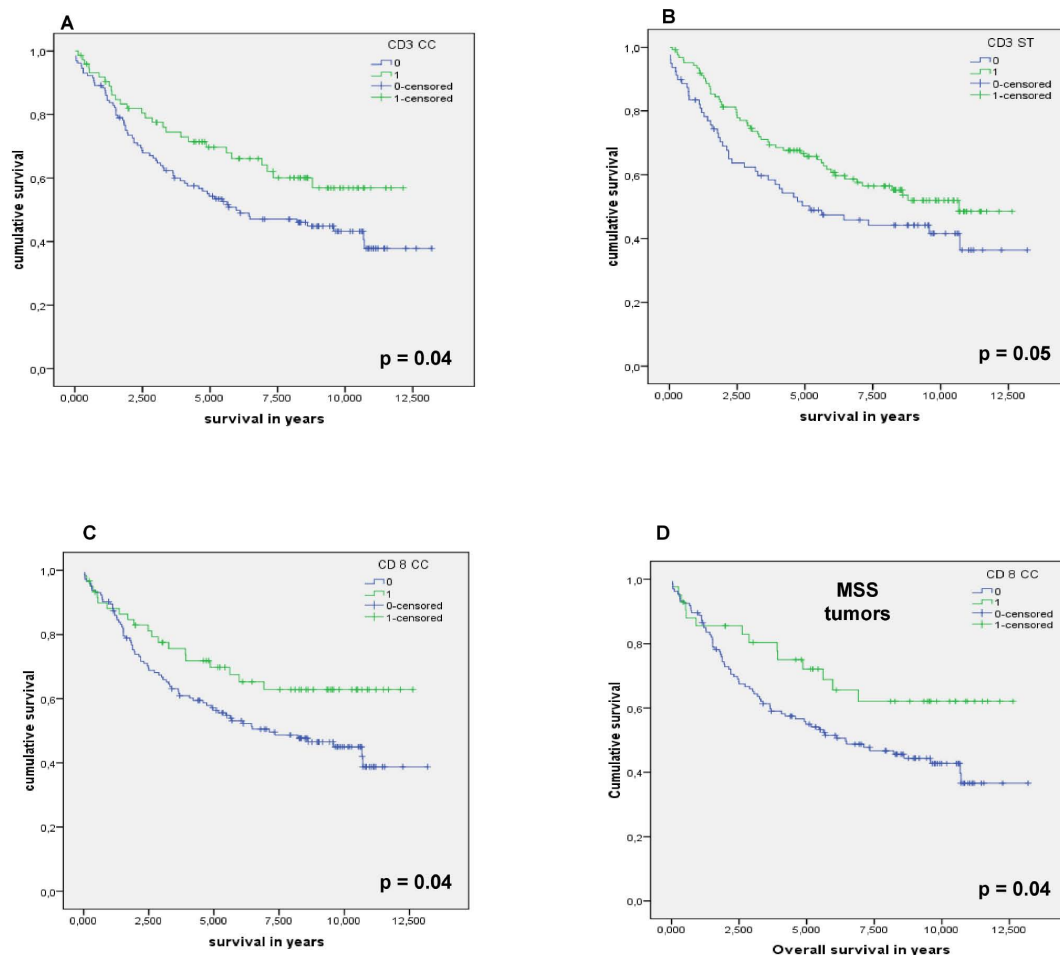 A
CD3 CC
0
1
0-censored
1-censored
1,0
0,8
0,6
0,4
0,2
0,0
cumulative survival
p = 0.04
0,000 2,500 5,000 7,500 10,000 12,500
survival in years
B
CD3 ST
0
1
0-censored
1-censored
1,0
0,8
0,6
0,4
0,2
0,0
cumulative survival
p = 0.05
0,000 2,500 5,000 7,500 10,000 12,500
survival in years
C
CD 8 CC
0
1
0-censored
1-censored
1,0
0,8
0,6
0,4
0,2
0,0
cumulative survival
p = 0.04
0,000 2,500 5,000 7,500 10,000 12,500
survival in years
D
CD 8 CC
0
1
0-censored
1-censored
MSS
tumors
1,0
0,8
0,6
0,4
0,2
0,0
Cumulative survival
p = 0.04
0,000 2,500 5,000 7,500 10,000 12,500
Overall survival in years